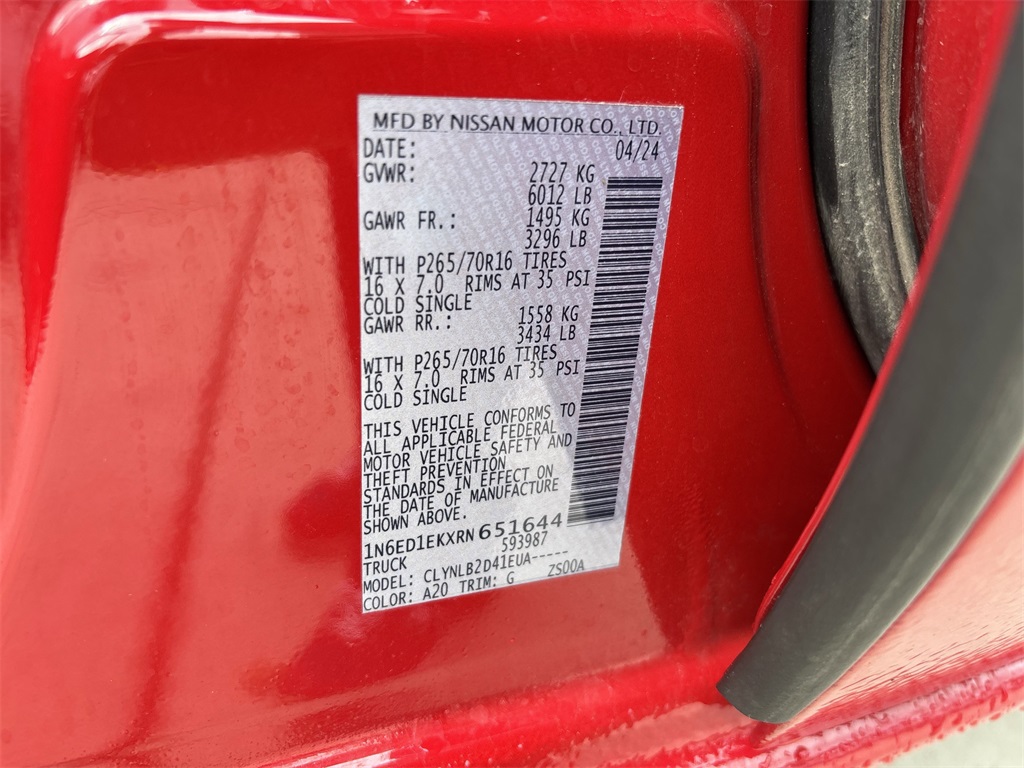 MFD BY NISSAN MOTOR CO., LTD.
DATE: 04/24
GVWR: 2727 KG
6012 LB
GAWR FR.: 1495 KG
3296 LB
WITH P265/70R16 TIRES
16 X 7.0 RIMS AT 35 PSI
COLD SINGLE
GAWR RR.: 1558 KG
3434 LB
WITH P265/70R16 TIRES
16 X 7.0 RIMS AT 35 PSI
COLD SINGLE
THIS VEHICLE CONFORMS TO
ALL APPLICABLE FEDERAL
MOTOR VEHICLE SAFETY AND
THEFT PREVENTION
STANDARDS IN EFFECT ON
THE DATE OF MANUFACTURE
SHOWN ABOVE.
1N6ED1EKXRN651644
TRUCK 593987
MODEL: CLYNLB2D41EUA-----
COLOR: A20 TRIM: G ZS00A